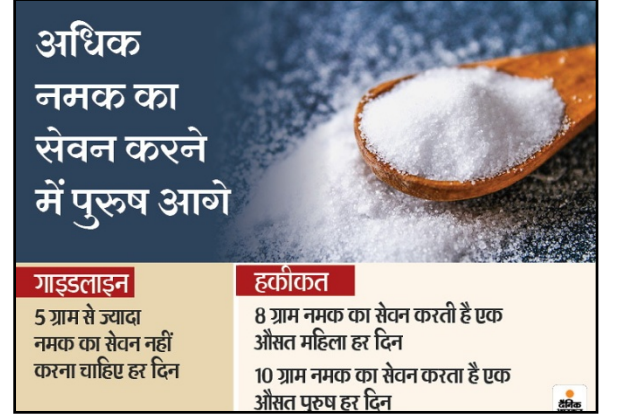 अधिक
नमक का
सेवन करने
में पुरुष आगे
गाइडलाइन
5 ग्राम से ज्यादा
नमक का सेवन नहीं
करना चाहिए हर दिन
हकीकत
8 ग्राम नमक का सेवन करती है एक
औसत महिला हर दिन
10 ग्राम नमक का सेवन करता है एक
औसत पुरुष हर दिन
दैनिक